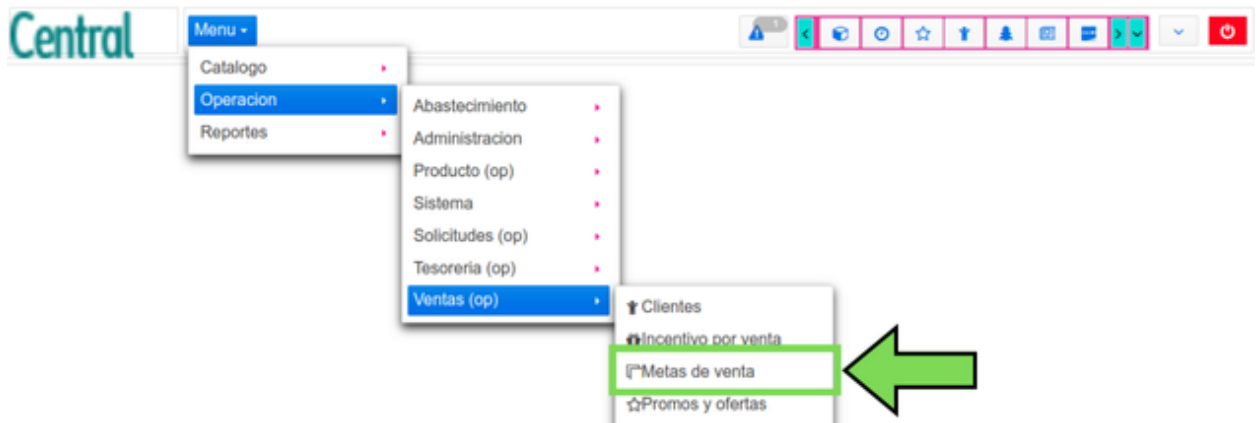 Central
Menu
1
Catalogo
Operacion
Reportes
Abastecimiento
Administracion
Producto (op)
Sistema
Solicitudes (op)
Tesoreria (op)
Ventas (op)
Clientes
Incentivo por venta
Metas de venta
Promos y ofertas